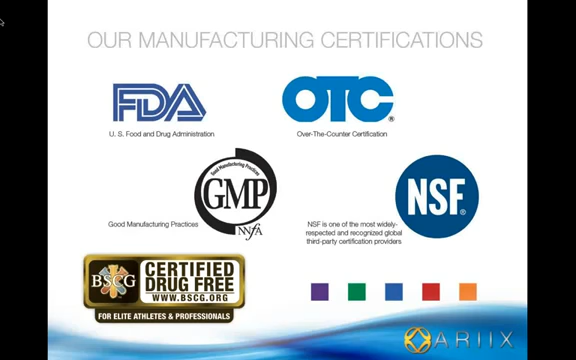 OUR MANUFACTURING CERTIFICATIONS
FDA
U. S. Food and Drug Administration
OTC®
Over-The-Counter Certification
Good Manufacturing Practices
GMP
NNfA
Good Manufacturing Practices
NSF®
NSF is one of the most widely-
respected and recognized global
third-party certification providers
BSCG
CERTIFIED
DRUG FREE
WWW.BSCG.ORG
FOR ELITE ATHLETES & PROFESSIONALS
ARIIX